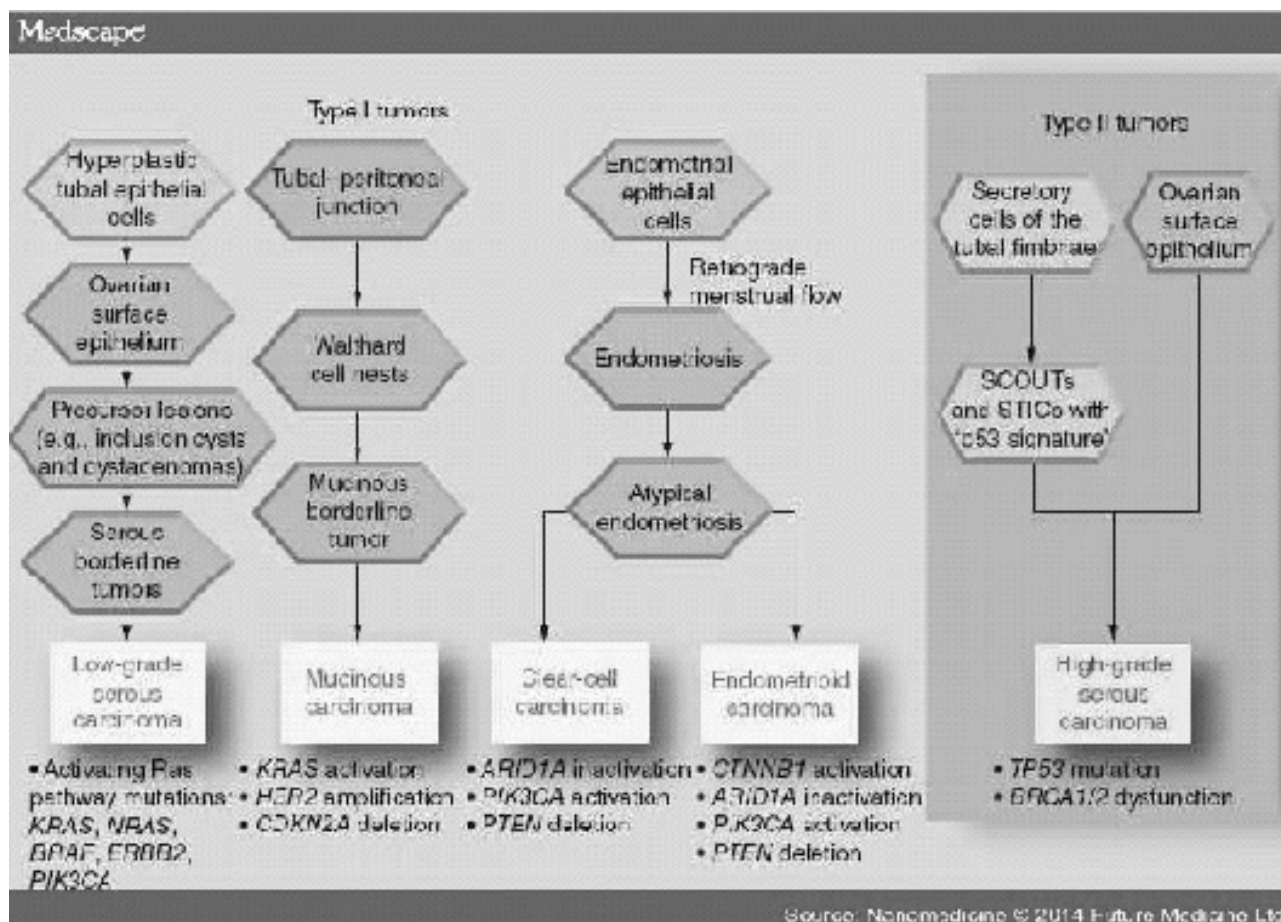 Medscape
Type I tumors
Hyperplastic
tubal epithelial
cells
Ovarian
surface
epithelium
Precursor lesions
(e.g., inclusion cysts
and cystadenomas)
Serous
borderline
tumors
Low-grade
serous
carcinoma
• Activating Ras
pathway mutations:
KRAS, NRAS,
BRAF, ERBB2,
PIK3CA
Tubal–peritoneal
junction
Walthard
cell nests
Mucinous
borderline
tumor
Mucinous
carcinoma
• KRAS activation
• HER2 amplification
• CDKN2A deletion
Endometrial
epithelial
cells
Retrograde
menstrual flow
Endometriosis
Atypical
endometriosis
Clear-cell
carcinoma
• ARID1A inactivation
• PIK3CA activation
• PTEN deletion
Endometrioid
carcinoma
• CTNNB1 activation
• ARID1A inactivation
• PIK3CA activation
• PTEN deletion
Type II tumors
Secretory
cells of the
tubal fimbriae
Ovarian
surface
epithelium
SCOUTs
and STICs with
'p53 signature'
High-grade
serous
carcinoma
• TP53 mutation
• BRCA1/2 dysfunction
Source: Nanomedicine © 2014 Future Medicine Ltd